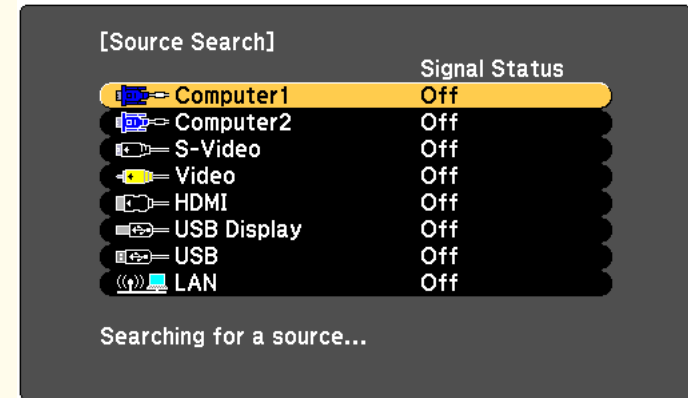 [Source Search]
Signal Status
Computer1 Off
Computer2 Off
S-Video Off
Video Off
HDMI Off
USB Display Off
USB Off
LAN Off
Searching for a source...